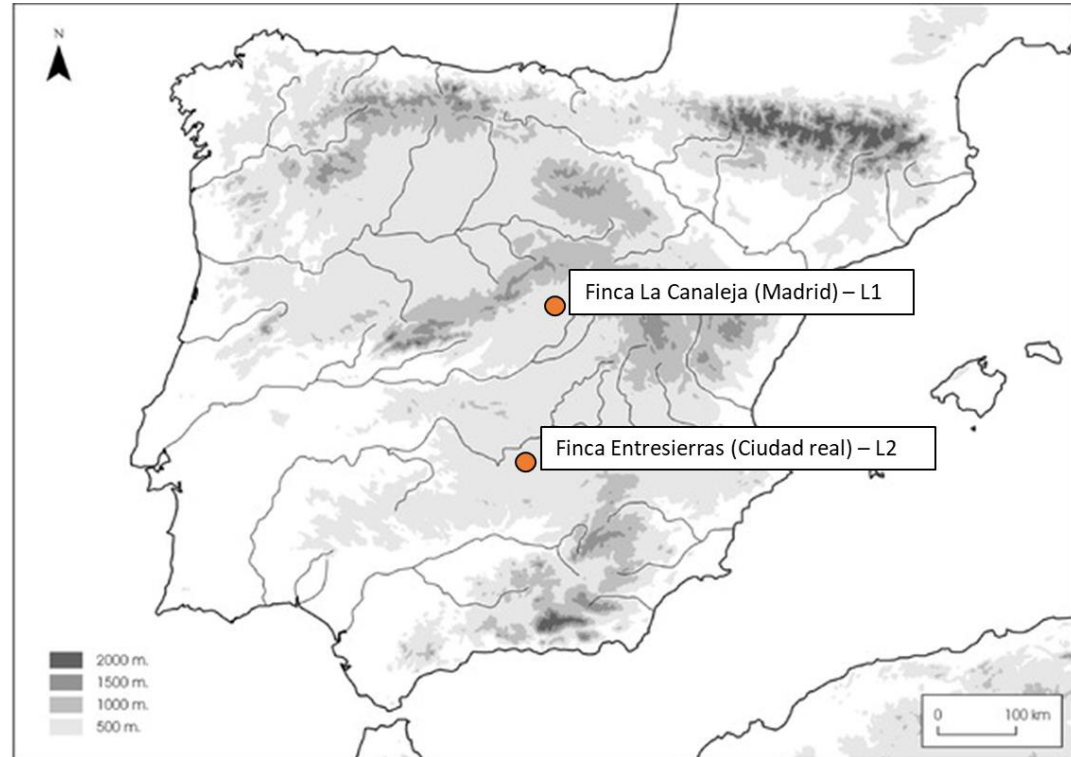 N
Finca La Canaleja (Madrid) – L1
Finca Entresierras (Ciudad real) – L2
2000 m.
1500 m.
1000 m.
500 m.
0 100 km